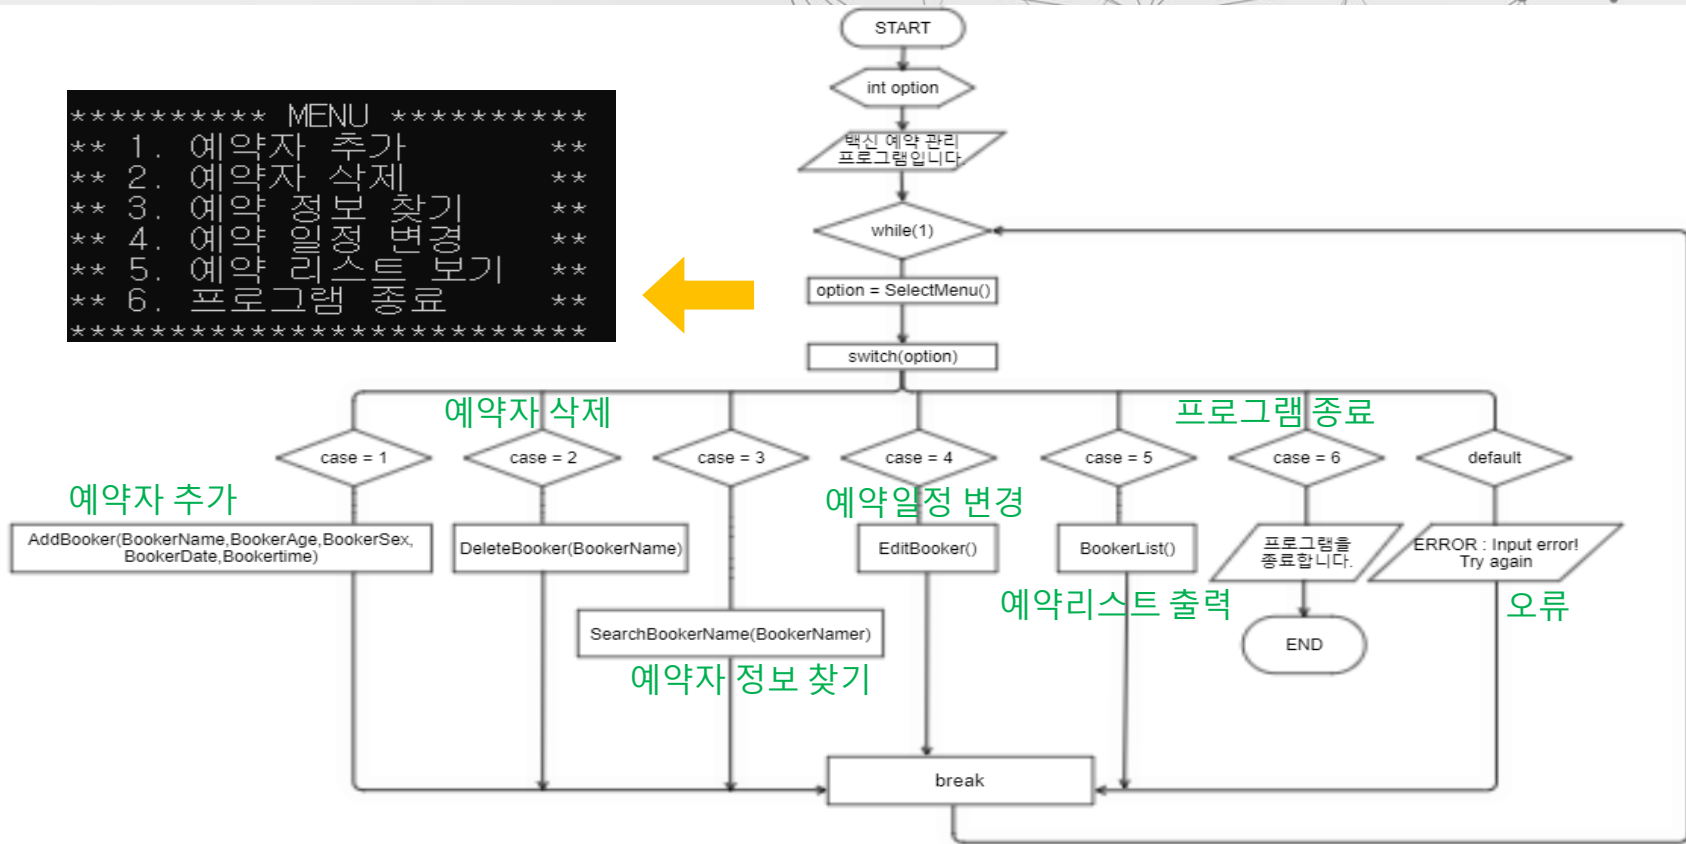 START
int option
백신 예약 관리
프로그램입니다.
while(1)
option = SelectMenu()
switch(option)
********** MENU **********
** 1. 예약자 추가 **
** 2. 예약자 삭제 **
** 3. 예약 정보 찾기 **
** 4. 예약 일정 변경 **
** 5. 예약 리스트 보기 **
** 6. 프로그램 종료 **
**************************
예약자 삭제
프로그램 종료
case = 1
case = 2
case = 3
case = 4
case = 5
case = 6
default
예약자 추가
예약일정 변경
AddBooker(BookerName,BookerAge,BookerSex,
BookerDate,Bookertime)
DeleteBooker(BookerName)
EditBooker()
BookerList()
프로그램을
종료합니다.
ERROR : Input error!
Try again
예약리스트 출력
오류
SearchBookerName(BookerNamer)
END
예약자 정보 찾기
break